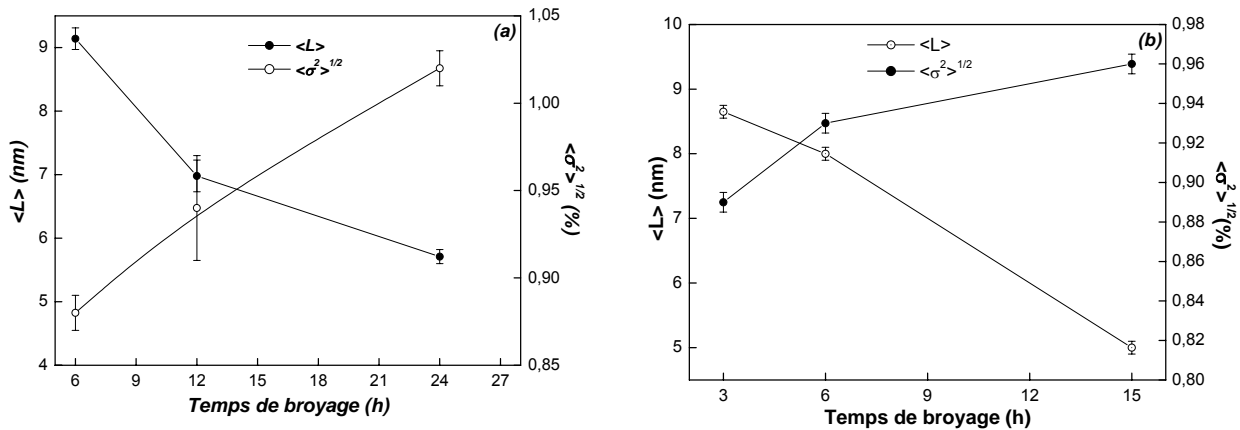 (a)
<L>
<σ²>1/2
9
8
7
6
5
4
<L> (nm)
1,05
1,00
0,95
0,90
0,85
<σ²>1/2 (%)
6 9 12 15 18 21 24 27
Temps de broyage (h)
(b)
<L>
<σ²>1/2
10
9
8
7
6
5
<L> (nm)
0,98
0,96
0,94
0,92
0,90
0,88
0,86
0,84
0,82
0,80
<σ²>1/2(%)
3 6 9 12 15
Temps de broyage (h)